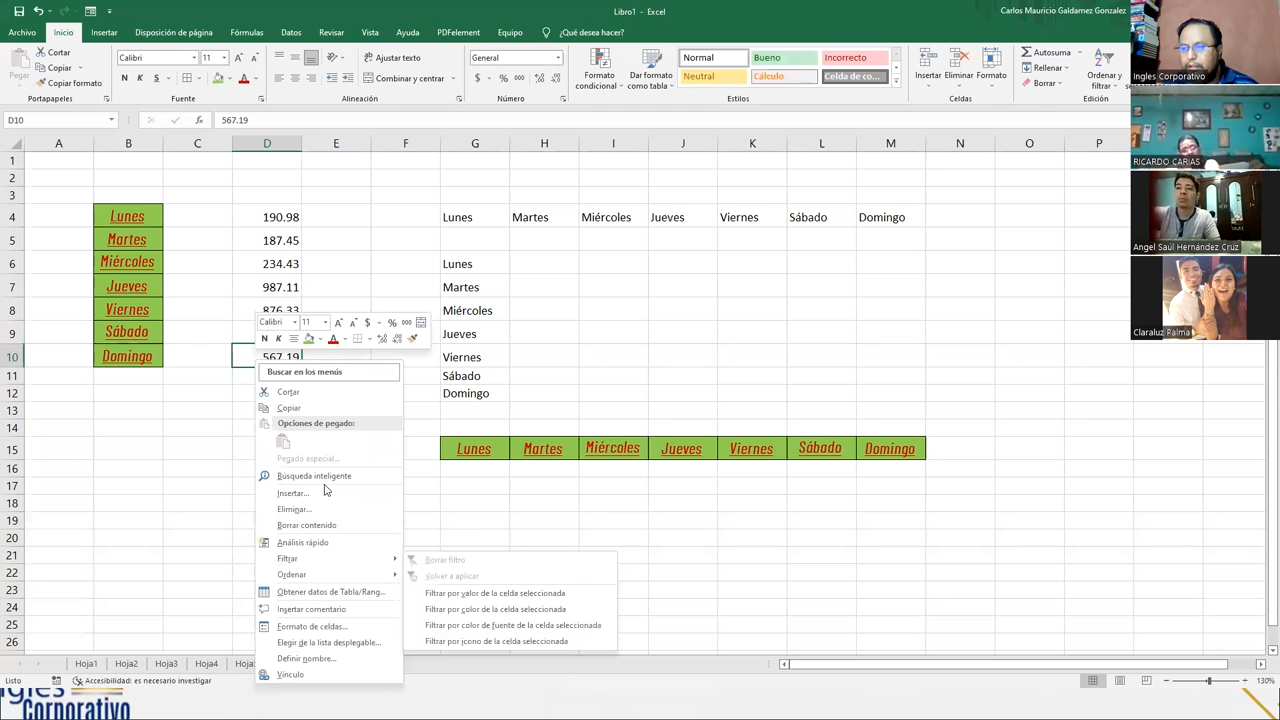 Libro1 - Excel
Carlos Mauricio Galdamez Gonzalez
Archivo Inicio Insertar Disposición de página Fórmulas Datos Revisar Vista Ayuda PDFelement Equipo ¿Qué desea hacer?
Cortar
Copiar
Copiar formato
Portapapeles
Calibri 11
N K S
Fuente
Ajustar texto
Combinar y centrar
Alineación
General
$ % 000
Número
Formato condicional
Dar formato como tabla
Normal Bueno Incorrecto
Neutral Cálculo Celda de co...
Estilos
Insertar Eliminar Formato
Celdas
Autosuma
Rellenar
Borrar
Ordenar y filtrar
Edición
Ingles Corporativo
RICARDO CARIAS
Angel Saúl Hernández Cruz
Claraluz Palma
D10 fx 567.19
A B C D E F G H I J K L M N O P
1
2
3
4 Lunes 190.98 Lunes Martes Miércoles Jueves Viernes Sábado Domingo
5 Martes 187.45
6 Miércoles 234.43 Lunes
7 Jueves 987.11 Martes
8 Viernes 876.33 Miércoles
9 Sábado Jueves
10 Domingo 567.19 Viernes
11 Sábado
12 Domingo
13
14
15 Lunes Martes Miércoles Jueves Viernes Sábado Domingo
16
17
18
19
20
21
22
23
24
25
26
Calibri 11 $ % 000
N K A
Buscar en los menús
Cortar
Copiar
Opciones de pegado:
Pegado especial...
Búsqueda inteligente
Insertar...
Eliminar...
Borrar contenido
Análisis rápido
Filtrar
Ordenar
Obtener datos de Tabla/Rang...
Insertar comentario
Formato de celdas...
Elegir de la lista desplegable...
Definir nombre...
Vínculo
Borrar filtro
Volver a aplicar
Filtrar por valor de la celda seleccionada
Filtrar por color de la celda seleccionada
Filtrar por color de fuente de la celda seleccionada
Filtrar por icono de la celda seleccionada
Hoja1 Hoja2 Hoja3 Hoja4
Listo Accesibilidad: es necesario investigar 130%
Ingles
Corporativo